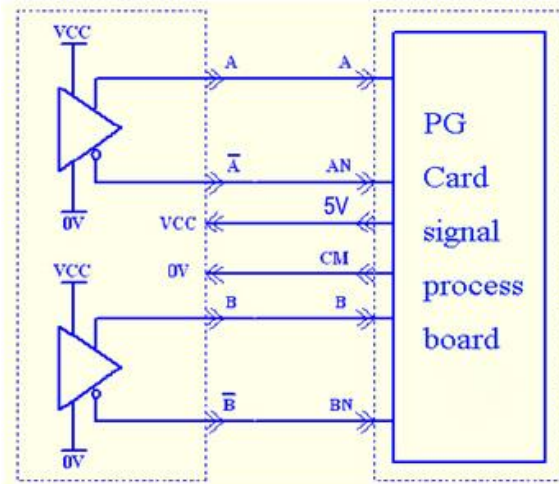 VCC
A A
A̅ AN
0V
VCC 5V
0V CM
VCC
B B
B̅ BN
0V
PG
Card
signal
process
board